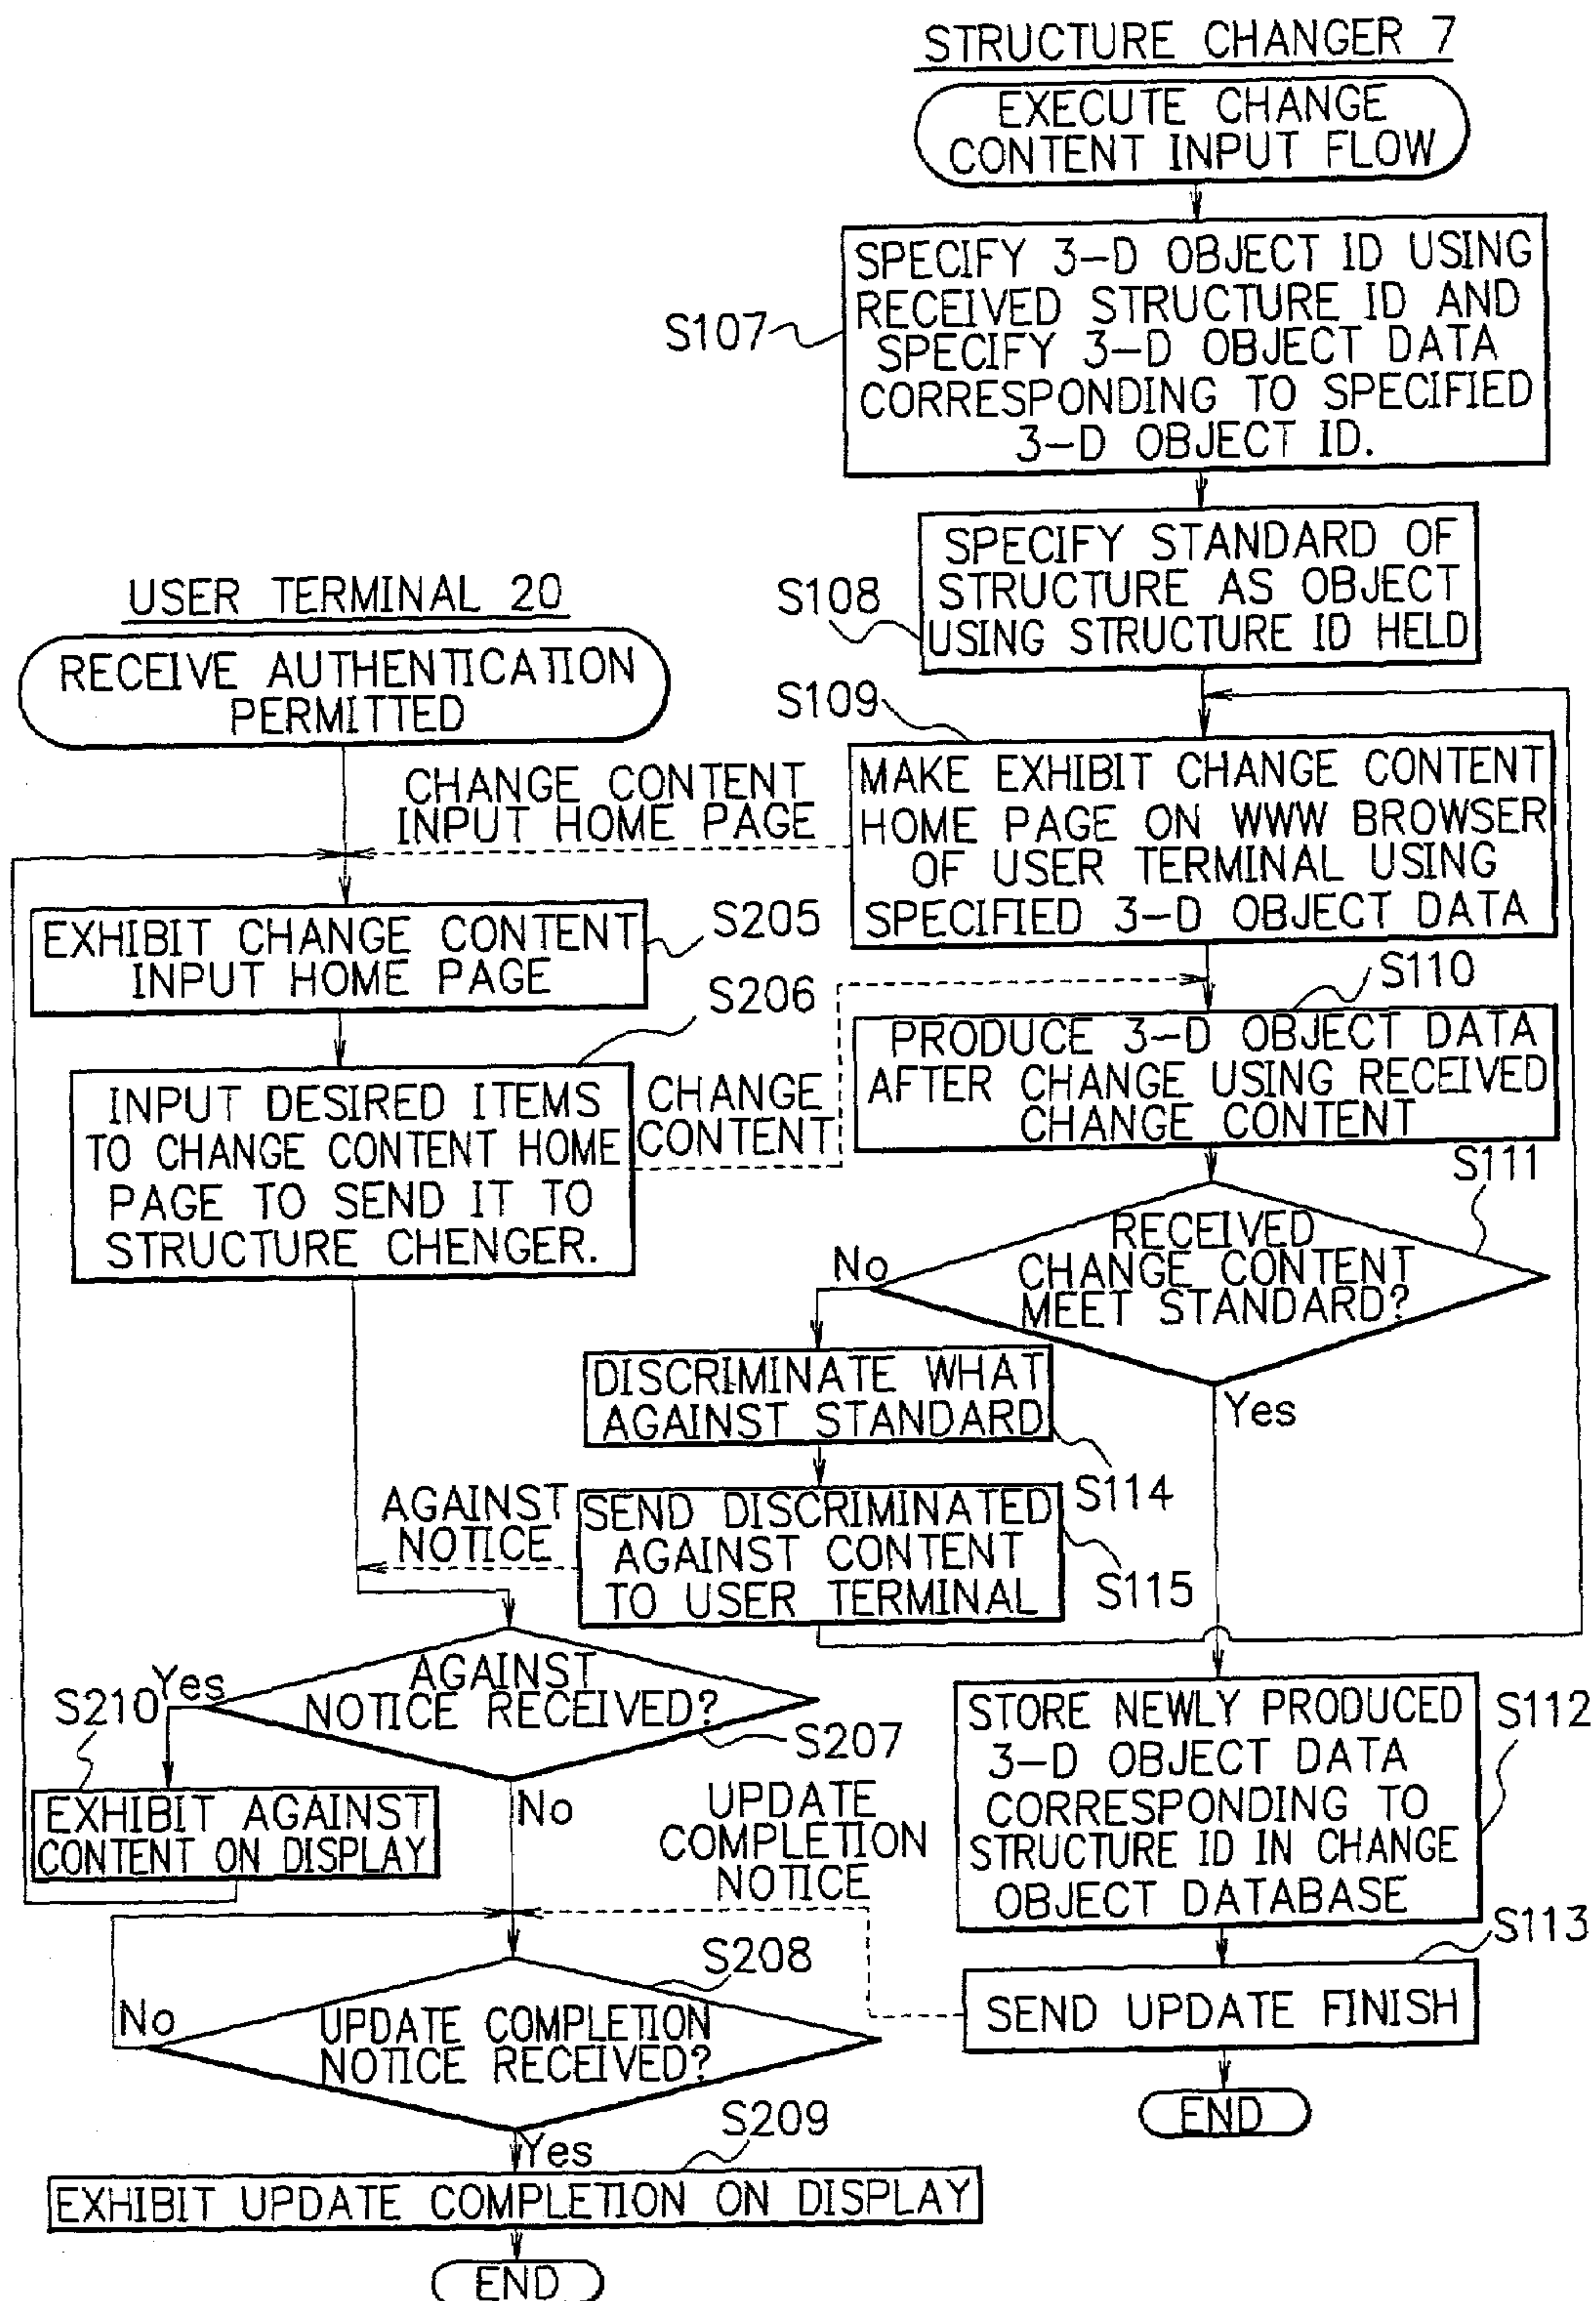 STRUCTURE CHANGER 7
EXECUTE CHANGE
CONTENT INPUT FLOW
S107
SPECIFY 3-D OBJECT ID USING
RECEIVED STRUCTURE ID AND
SPECIFY 3-D OBJECT DATA
CORRESPONDING TO SPECIFIED
3-D OBJECT ID.
S108
SPECIFY STANDARD OF
STRUCTURE AS OBJECT
USING STRUCTURE ID HELD
USER TERMINAL 20
RECEIVE AUTHENTICATION
PERMITTED
S109
MAKE EXHIBIT CHANGE CONTENT
HOME PAGE ON WWW BROWSER
OF USER TERMINAL USING
SPECIFIED 3-D OBJECT DATA
CHANGE CONTENT
INPUT HOME PAGE
EXHIBIT CHANGE CONTENT
INPUT HOME PAGE
S205
S206
INPUT DESIRED ITEMS
TO CHANGE CONTENT HOME
PAGE TO SEND IT TO
STRUCTURE CHENGER.
CHANGE
CONTENT
S110
PRODUCE 3-D OBJECT DATA
AFTER CHANGE USING RECEIVED
CHANGE CONTENT
S111
RECEIVED
CHANGE CONTENT
MEET STANDARD?
No
Yes
DISCRIMINATE WHAT
AGAINST STANDARD
S114
SEND DISCRIMINATED
AGAINST CONTENT
TO USER TERMINAL
S115
AGAINST
NOTICE
AGAINST
NOTICE RECEIVED?
S207
Yes
S210
No
EXHIBIT AGAINST
CONTENT ON DISPLAY
UPDATE
COMPLETION
NOTICE
STORE NEWLY PRODUCED
3-D OBJECT DATA
CORRESPONDING TO
STRUCTURE ID IN CHANGE
OBJECT DATABASE
S112
S113
SEND UPDATE FINISH
END
S208
UPDATE COMPLETION
NOTICE RECEIVED?
No
Yes
S209
EXHIBIT UPDATE COMPLETION ON DISPLAY
END